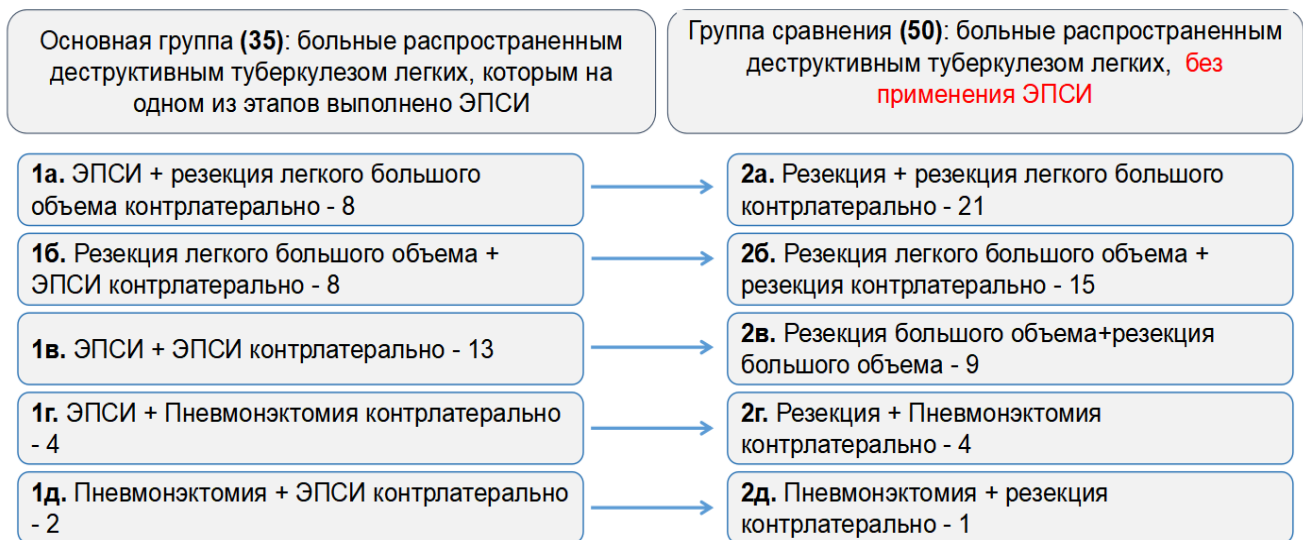 Основная группа (35): больные распространенным
деструктивным туберкулезом легких, которым на
одном из этапов выполнено ЭПСИ
Группа сравнения (50): больные распространенным
деструктивным туберкулезом легких, без
применения ЭПСИ
1а. ЭПСИ + резекция легкого большого
объема контрлатерально - 8
2а. Резекция + резекция легкого большого
контрлатерально - 21
1б. Резекция легкого большого объема +
ЭПСИ контрлатерально - 8
2б. Резекция легкого большого объема +
резекция контрлатерально - 15
1в. ЭПСИ + ЭПСИ контрлатерально - 13
2в. Резекция большого объема+резекция
большого объема - 9
1г. ЭПСИ + Пневмонэктомия контрлатерально
- 4
2г. Резекция + Пневмонэктомия
контрлатерально - 4
1д. Пневмонэктомия + ЭПСИ контрлатерально
- 2
2д. Пневмонэктомия + резекция
контрлатерально - 1